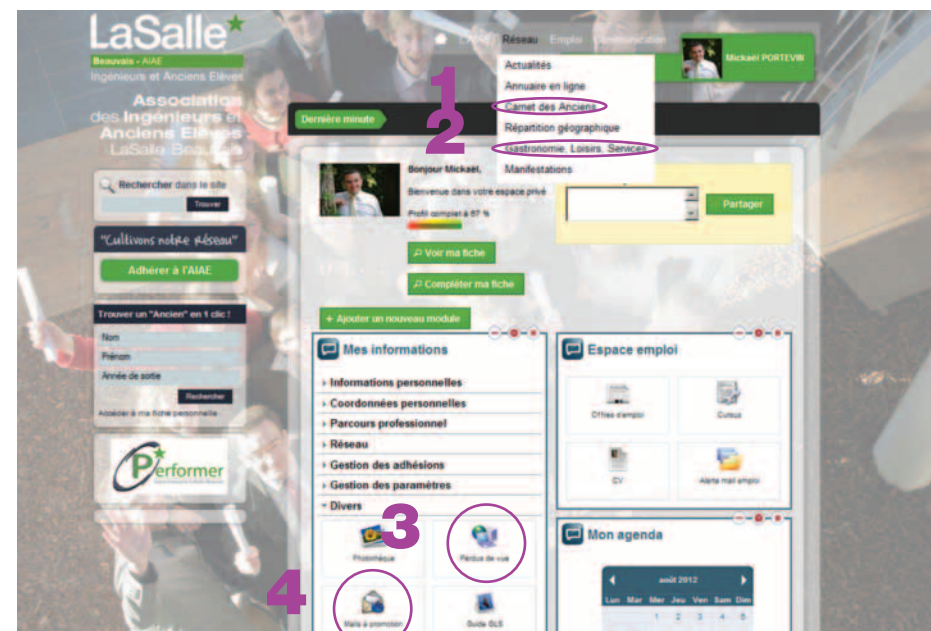 LaSalle
Beauvais - AIAE
Ingénieurs et Anciens Elèves
Association
des Ingénieurs et
Anciens Elèves
LaSalle Beauvais
Réseau
Emploi
Communication
Mickaël PORTEVIN
Actualités
Annuaire en ligne
1
Carnet des Anciens
2
Répartition géographique
Gastronomie, Loisirs, Services
Manifestations
Dernière minute
Rechercher dans le site
Trouver
"Cultivons notre réseau"
Adhérer à l'AIAE
Trouver un "Ancien" en 1 clic !
Nom
Prénom
Année de sortie
Rechercher
Accéder à ma fiche personnelle
Performer
Bonjour Mickaël,
Bienvenue dans votre espace privé
Profil complet à 67 %
Voir ma fiche
Compléter ma fiche
Partager
+ Ajouter un nouveau module
Mes informations
Informations personnelles
Coordonnées personnelles
Parcours professionnel
Réseau
Gestion des adhésions
Gestion des paramètres
Divers
3
Photothèque
Perdus de vue
4
Mails à promotion
Guide GLS
Espace emploi
Offres d'emploi
Cursus
CV
Alerte mail emploi
Mon agenda
août 2012
Lun Mar Mer Jeu Ven Sam Dim
1 2 3 4 5